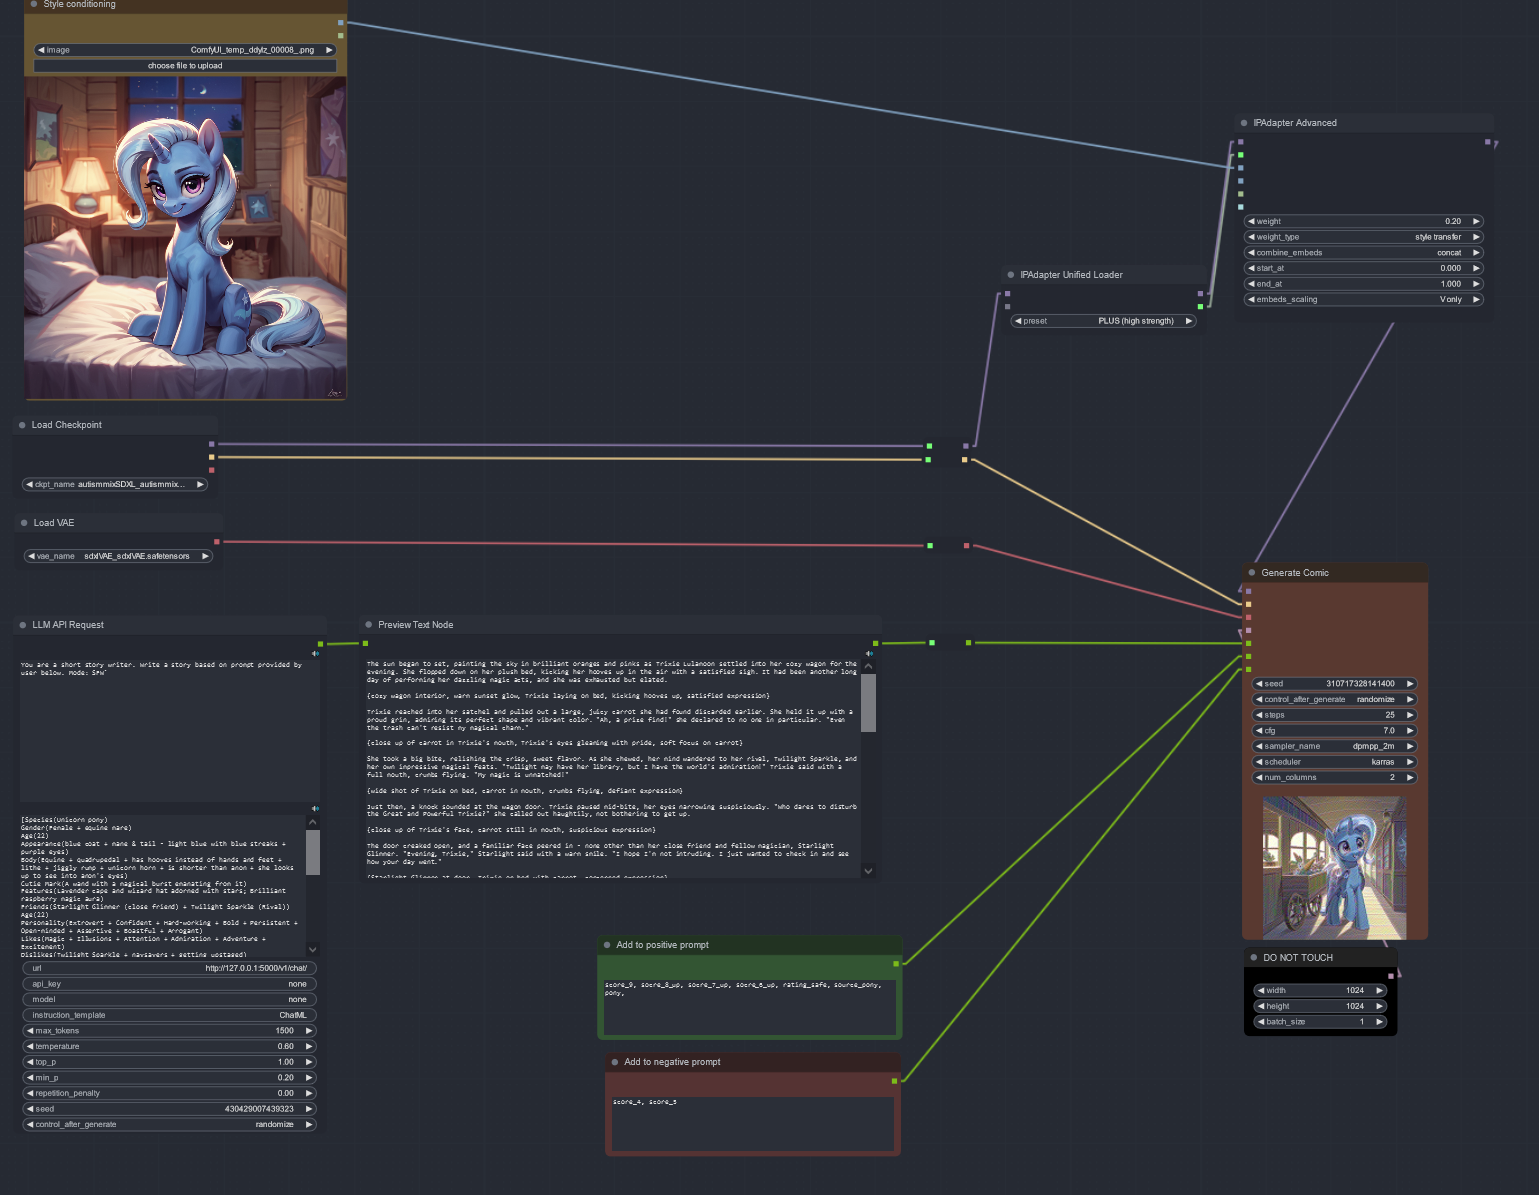 Style conditioning
image ComfyUI_temp_ddylz_00008_.png
choose file to upload
IPAdapter Advanced
weight 0.20
weight_type style transfer
combine_embeds concat
start_at 0.000
end_at 1.000
embeds_scaling V only
IPAdapter Unified Loader
preset PLUS (high strength)
Load Checkpoint
ckpt_name autismmixSDXL_autismmix...
Load VAE
vae_name sdxlVAE_sdxlVAE.safetensors
LLM API Request
You are a short story writer. Write a story based on prompt provided by
user below. Mode: SFW"
[Species(Unicorn pony)
Gender(Female + equine mare)
Age(22)
Appearance(blue coat + mane & tail - light blue with blue streaks +
purple eyes)
Body(Equine + quadrupedal + has hooves instead of hands and feet +
lithe + jiggly rump + unicorn horn + is shorter than anon + she looks
up to see into anon's eyes)
Cutie Mark(A wand with a magical burst emanating from it)
Features(Lavender cape and wizard hat adorned with stars; Brilliant
raspberry magic aura)
Friends(Starlight Glimmer (close friend) + Twilight Sparkle (Rival))
Age(22)
Personality(Extrovert + Confident + Hard-working + Bold + Persistent +
Open-minded + Assertive + Boastful + Arrogant)
Likes(Magic + Illusions + Attention + Admiration + Adventure +
Excitement)
Dislikes(Twilight Sparkle + naysayers + getting upstaged)
url http://127.0.0.1:5000/v1/chat/
api_key none
model none
instruction_template ChatML
max_tokens 1500
temperature 0.60
top_p 1.00
min_p 0.20
repetition_penalty 0.00
seed 430429007439323
control_after_generate randomize
Preview Text Node
The sun began to set, painting the sky in brilliant oranges and pinks as Trixie Lulamoon settled into her cozy wagon for the
evening. She flopped down on her plush bed, kicking her hooves up in the air with a satisfied sigh. It had been another long
day of performing her dazzling magic acts, and she was exhausted but elated.
{cozy wagon interior, warm sunset glow, Trixie laying on bed, kicking hooves up, satisfied expression}
Trixie reached into her satchel and pulled out a large, juicy carrot she had found discarded earlier. She held it up with a
proud grin, admiring its perfect shape and vibrant color. "Ah, a prize find!" she declared to no one in particular. "Even
the trash can't resist my magical charm."
{close up of carrot in Trixie's mouth, Trixie's eyes gleaming with pride, soft focus on carrot}
She took a big bite, relishing the crisp, sweet flavor. As she chewed, her mind wandered to her rival, Twilight Sparkle, and
her own impressive magical feats. "Twilight may have her library, but I have the world's admiration!" Trixie said with a
full mouth, crumbs flying. "My magic is unmatched!"
{wide shot of Trixie on bed, carrot in mouth, crumbs flying, defiant expression}
Just then, a knock sounded at the wagon door. Trixie paused mid-bite, her eyes narrowing suspiciously. "Who dares to disturb
the Great and Powerful Trixie?" she called out haughtily, not bothering to get up.
{close up of Trixie's face, carrot still in mouth, suspicious expression}
The door creaked open, and a familiar face peered in - none other than her close friend and fellow magician, Starlight
Glimmer. "Evening, Trixie," Starlight said with a warm smile. "I hope I'm not intruding. I just wanted to check in and see
how your day went."
{Starlight Glimmer at door, Trixie on bed with carrot, expression}
Add to positive prompt
score_9, score_8_up, score_7_up, score_6_up, rating_safe, source_pony,
pony,
Add to negative prompt
score_4, score_5
Generate Comic
seed 310717328141400
control_after_generate randomize
steps 25
cfg 7.0
sampler_name dpmpp_2m
scheduler karras
num_columns 2
DO NOT TOUCH
width 1024
height 1024
batch_size 1